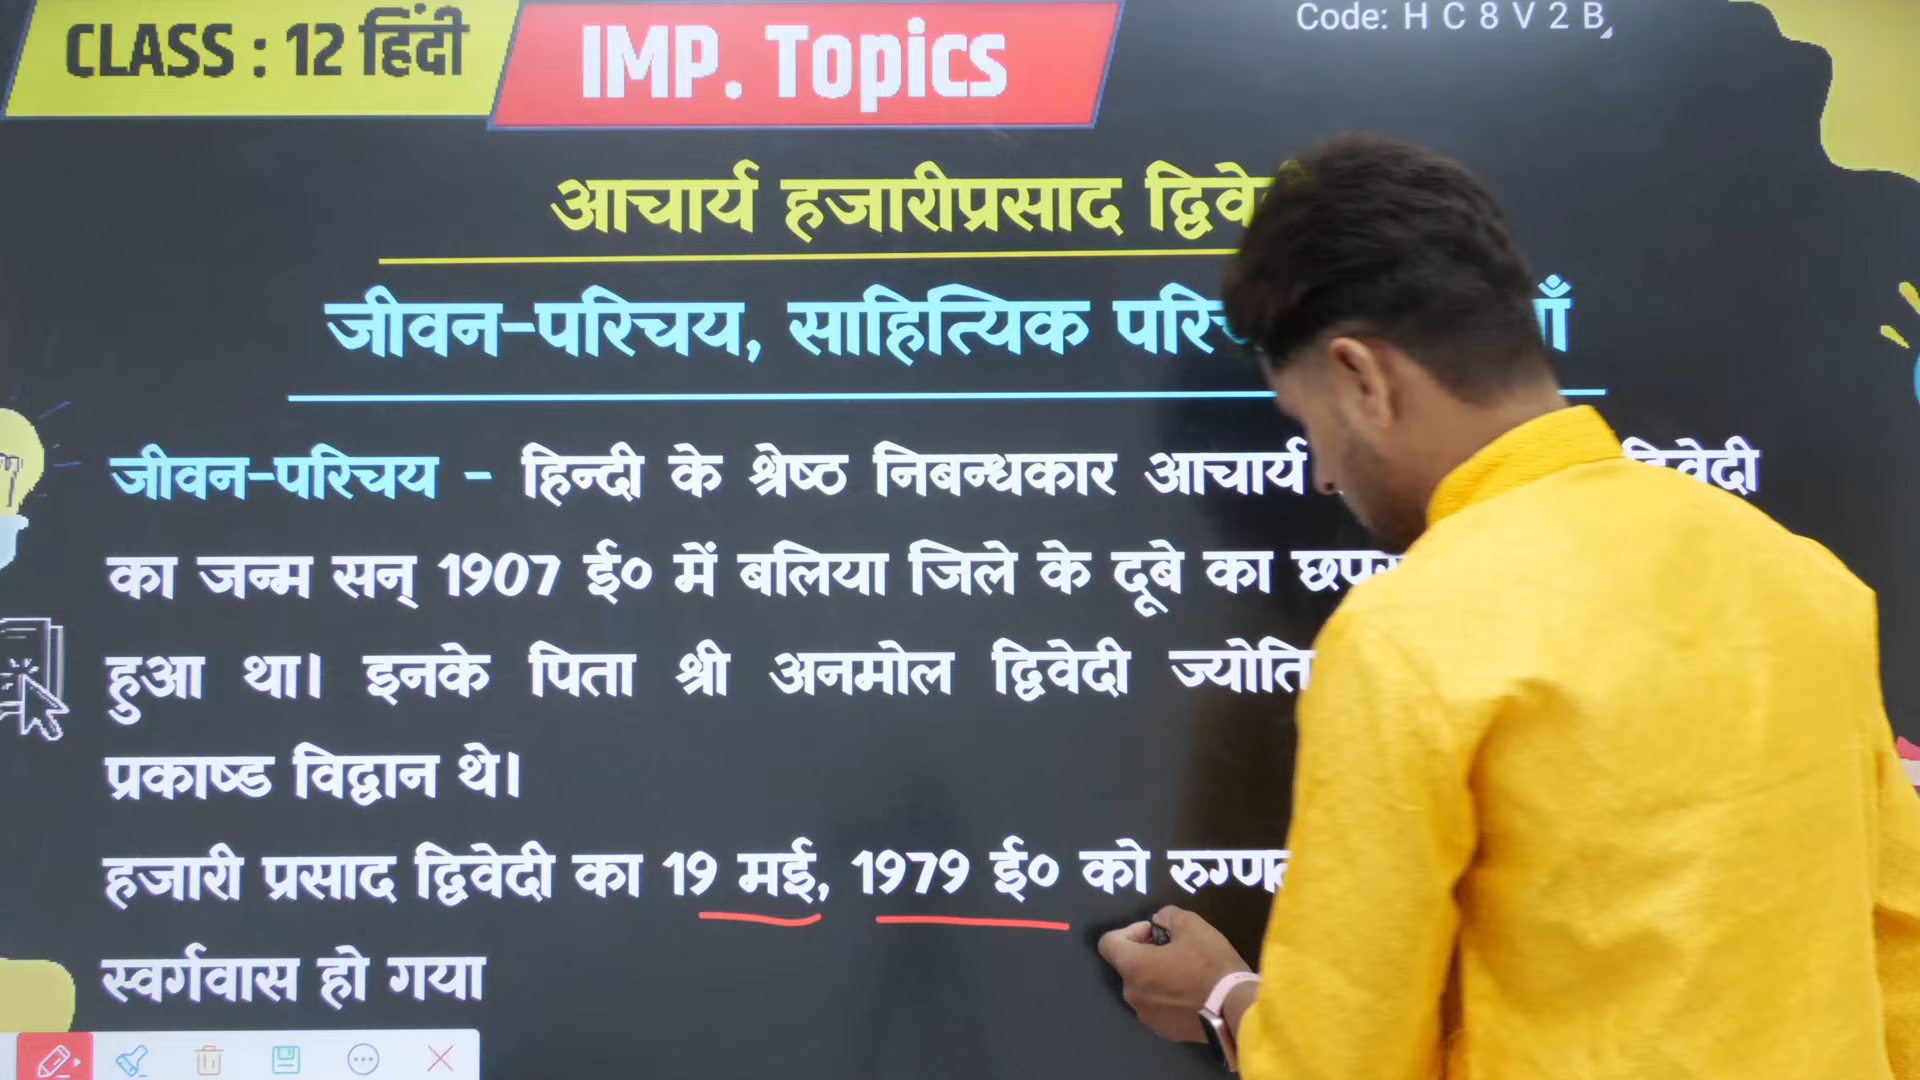 CLASS : 12 हिंदी
IMP. Topics
Code: H C 8 V 2 B
आचार्य हजारीप्रसाद
जीवन-परिचय, साहित्यिक
जीवन-परिचय - हिन्दी के श्रेष्ठ निबन्धकार आचार्य द्विवेदी
का जन्म सन् 1907 ई० में बलिया जिले के दूबे का
हुआ था। इनके पिता श्री अनमोल द्विवेदी
प्रकाष्ड विद्वान थे।
हजारी प्रसाद द्विवेदी का 19 मई, 1979 ई० को
स्वर्गवास हो गया